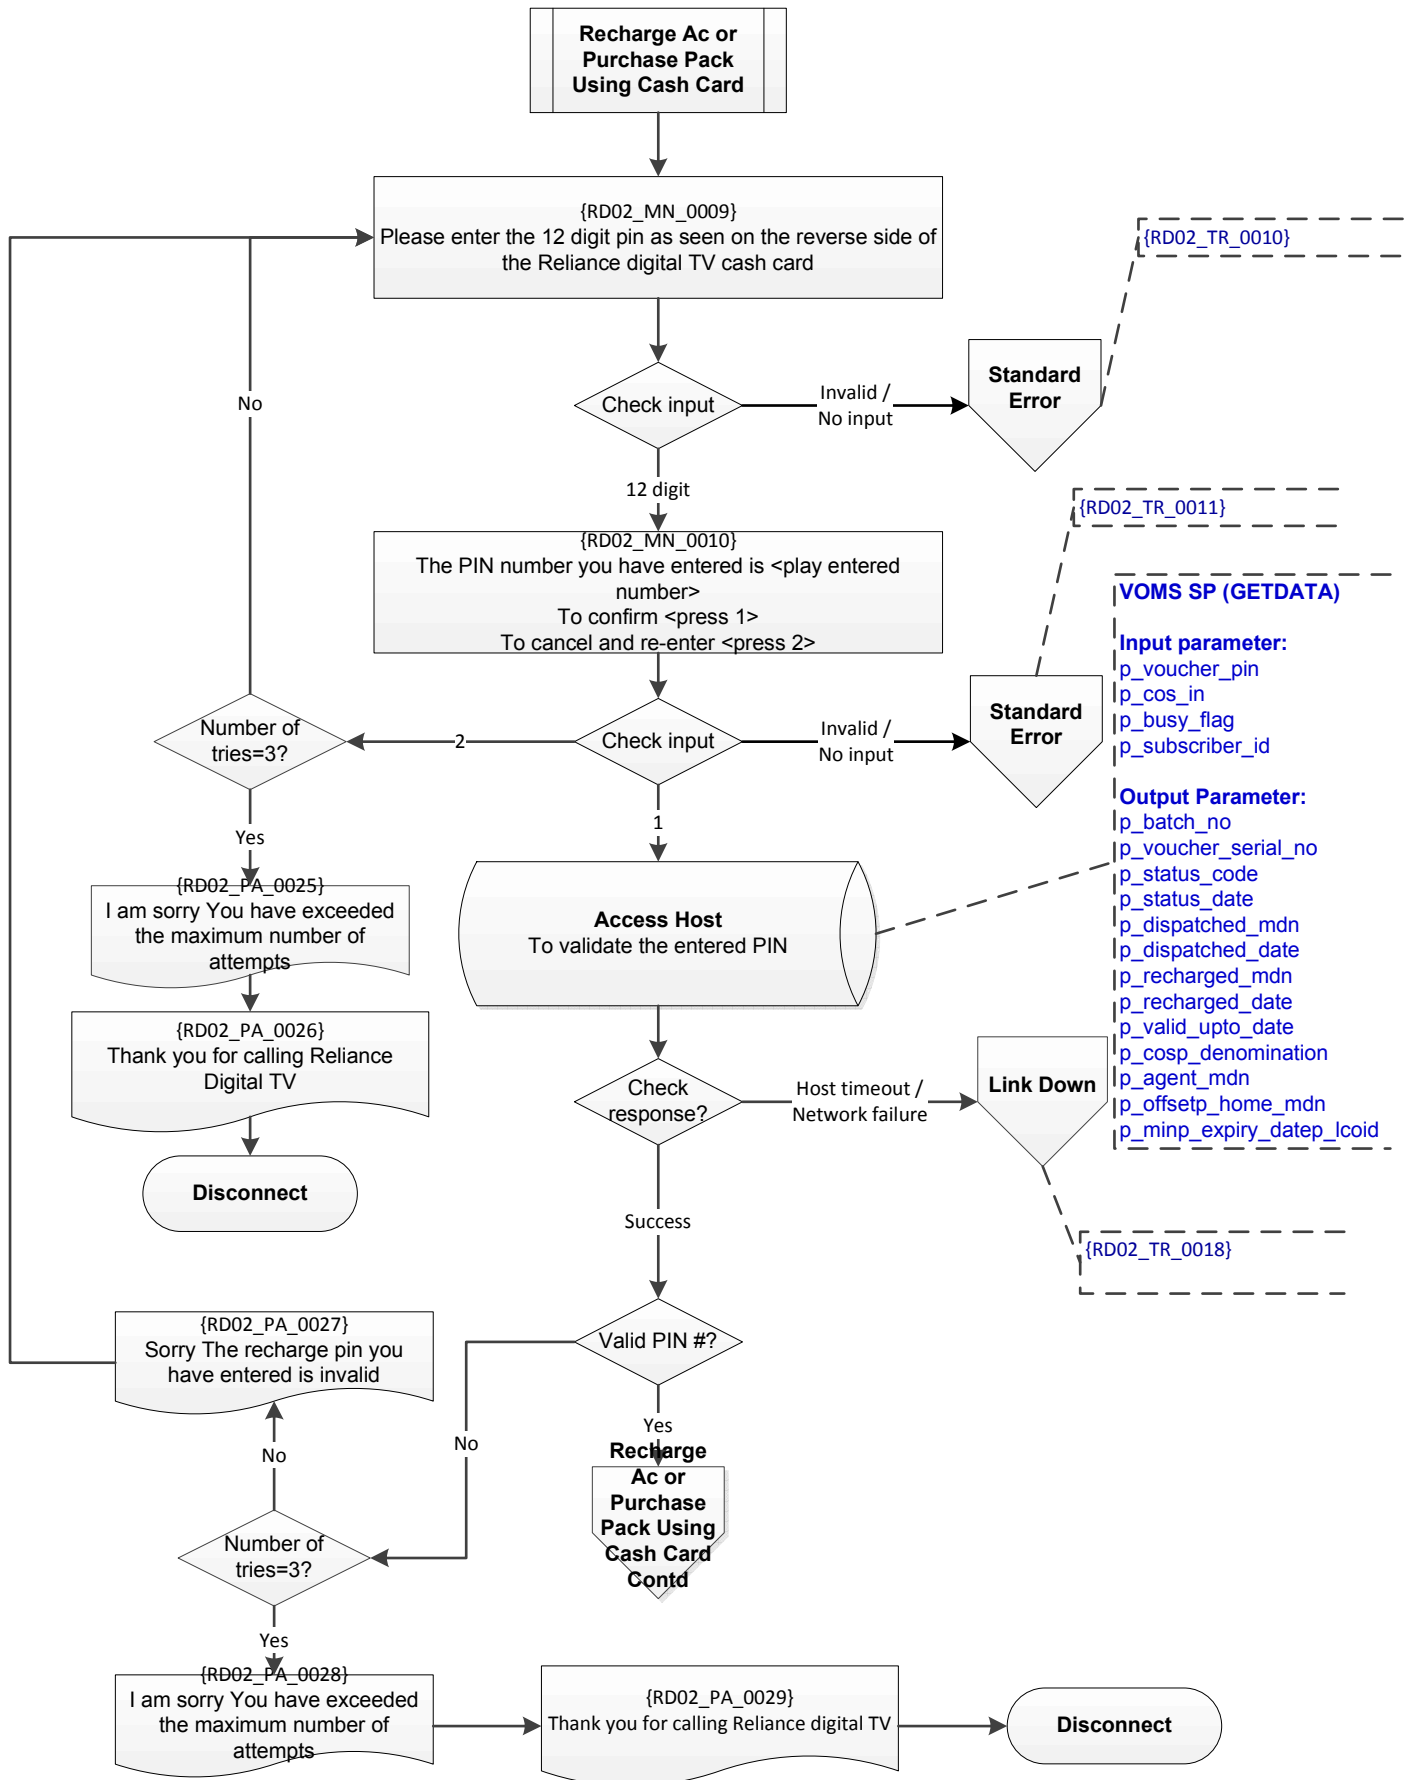 Recharge Ac or
Purchase Pack
Using Cash Card
{RD02_MN_0009}
Please enter the 12 digit pin as seen on the reverse side of
the Reliance digital TV cash card
{RD02_TR_0010}
Check input
Invalid /
No input
Standard
Error
No
12 digit
{RD02_TR_0011}
{RD02_MN_0010}
The PIN number you have entered is <play entered
number>
To confirm <press 1>
To cancel and re-enter <press 2>
VOMS SP (GETDATA)
Input parameter:
p_voucher_pin
p_cos_in
p_busy_flag
p_subscriber_id
Output Parameter:
p_batch_no
p_voucher_serial_no
p_status_code
p_status_date
p_dispatched_mdn
p_dispatched_date
p_recharged_mdn
p_recharged_date
p_valid_upto_date
p_cosp_denomination
p_agent_mdn
p_offsetp_home_mdn
p_minp_expiry_datep_lcoid
Number of
tries=3?
2
Check input
Invalid /
No input
Standard
Error
Yes
1
{RD02_PA_0025}
I am sorry You have exceeded
the maximum number of
attempts
Access Host
To validate the entered PIN
{RD02_PA_0026}
Thank you for calling Reliance
Digital TV
Check
response?
Host timeout /
Network failure
Link Down
Disconnect
Success
{RD02_TR_0018}
{RD02_PA_0027}
Sorry The recharge pin you
have entered is invalid
Valid PIN #?
No
No
Yes
Recharge
Ac or
Purchase
Pack Using
Cash Card
Contd
Number of
tries=3?
Yes
{RD02_PA_0028}
I am sorry You have exceeded
the maximum number of
attempts
{RD02_PA_0029}
Thank you for calling Reliance digital TV
Disconnect